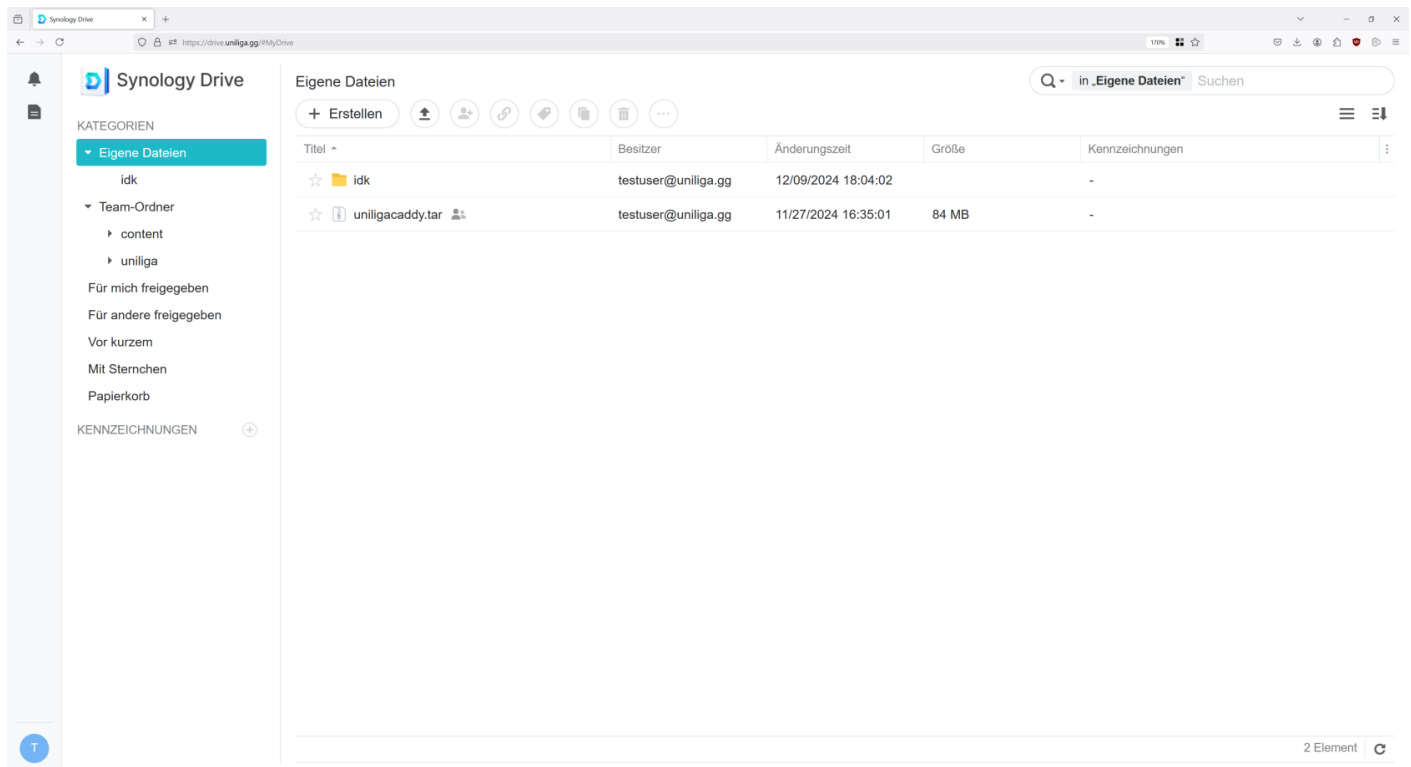 Synology Drive
https://drive.uniliga.gg/#MyDrive
170%
Synology Drive
KATEGORIEN
Eigene Dateien
idk
Team-Ordner
content
uniliga
Für mich freigegeben
Für andere freigegeben
Vor kurzem
Mit Sternchen
Papierkorb
KENNZEICHNUNGEN
T
Eigene Dateien
in „Eigene Dateien“ Suchen
Erstellen
Titel Besitzer Änderungszeit Größe Kennzeichnungen
idk testuser@uniliga.gg 12/09/2024 18:04:02 -
uniligacaddy.tar testuser@uniliga.gg 11/27/2024 16:35:01 84 MB -
2 Element